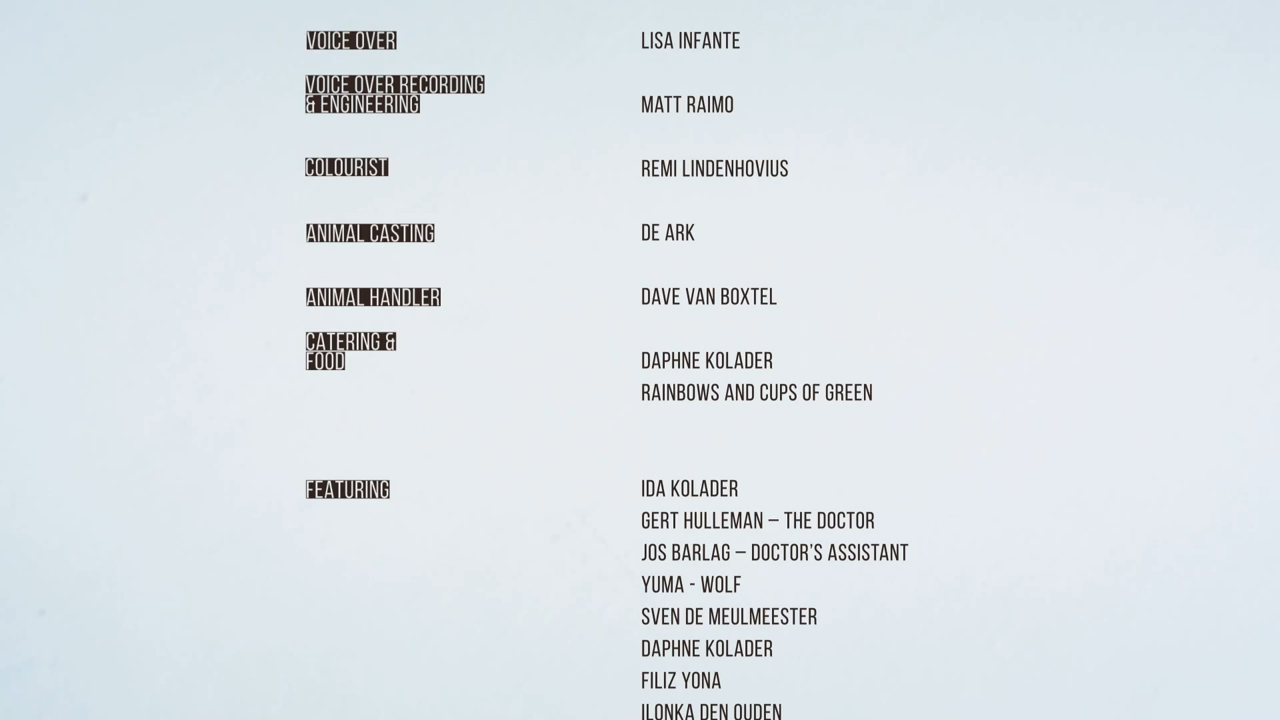 VOICE OVER LISA INFANTE
VOICE OVER RECORDING
& ENGINEERING MATT RAIMO
COLOURIST REMI LINDENHOVIUS
ANIMAL CASTING DE ARK
ANIMAL HANDLER DAVE VAN BOXTEL
CATERING &
FOOD DAPHNE KOLADER
RAINBOWS AND CUPS OF GREEN
FEATURING IDA KOLADER
GERT HULLEMAN – THE DOCTOR
JOS BARLAG – DOCTOR'S ASSISTANT
YUMA - WOLF
SVEN DE MEULMEESTER
DAPHNE KOLADER
FILIZ YONA
ILONKA DEN OUDEN